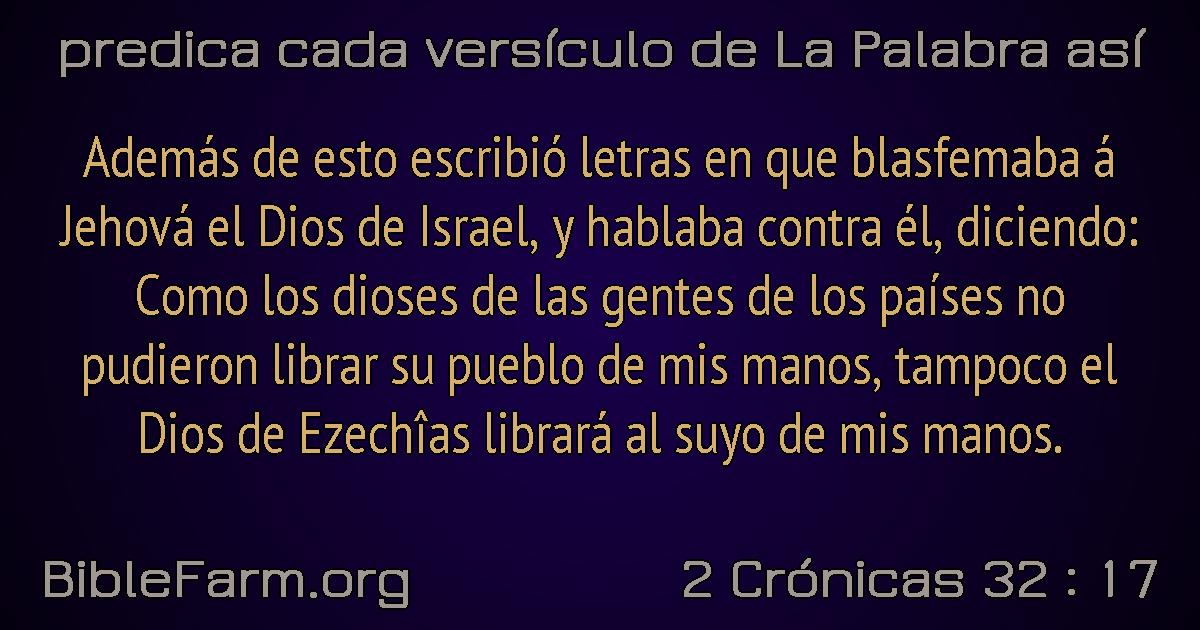 predica cada versículo de La Palabra así
Además de esto escribió letras en que blasfemaba á
Jehová el Dios de Israel, y hablaba contra él, diciendo:
Como los dioses de las gentes de los países no
pudieron librar su pueblo de mis manos, tampoco el
Dios de Ezechîas librará al suyo de mis manos.
BibleFarm.org
2 Crónicas 32 : 17